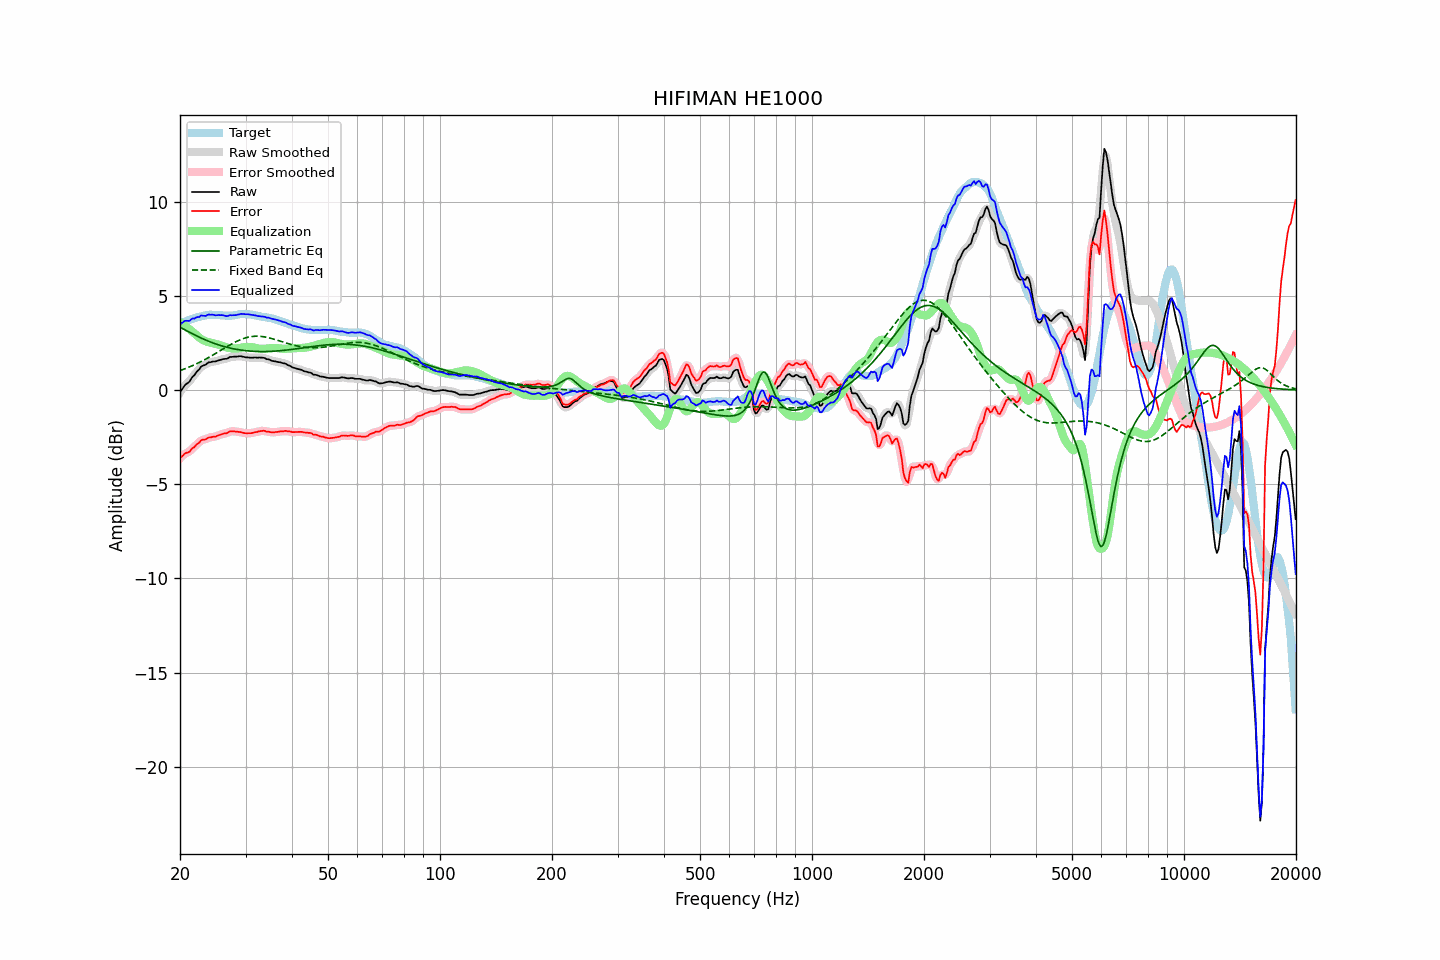 HIFIMAN HE1000
Target
Raw Smoothed
Error Smoothed
Raw
Error
Equalization
Parametric Eq
Fixed Band Eq
Equalized
10
5
0
−5
−10
−15
−20
Amplitude (dBr)
20 50 100 200 500 1000 2000 5000 10000 20000
Frequency (Hz)